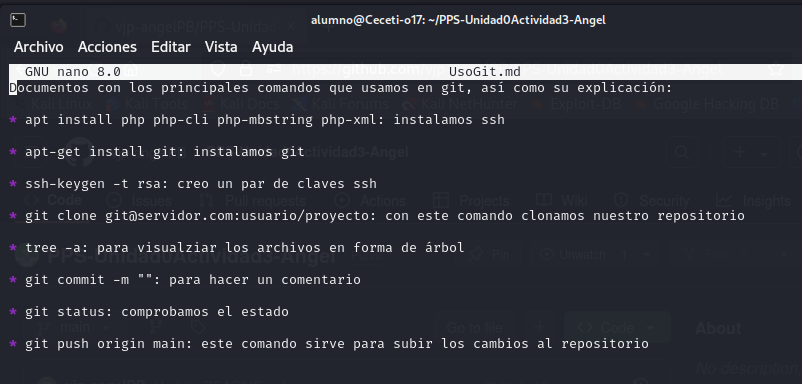 alumno@Ceceti-o17: ~/PPS-Unidad0Actividad3-Angel
Archivo Acciones Editar Vista Ayuda
GNU nano 8.0 UsoGit.md
Documentos con los principales comandos que usamos en git, así como su explicación:
* apt install php php-cli php-mbstring php-xml: instalamos ssh
* apt-get install git: instalamos git
* ssh-keygen -t rsa: creo un par de claves ssh
* git clone git@servidor.com:usuario/proyecto: con este comando clonamos nuestro repositorio
* tree -a: para visualziar los archivos en forma de árbol
* git commit -m "": para hacer un comentario
* git status: comprobamos el estado
* git push origin main: este comando sirve para subir los cambios al repositorio